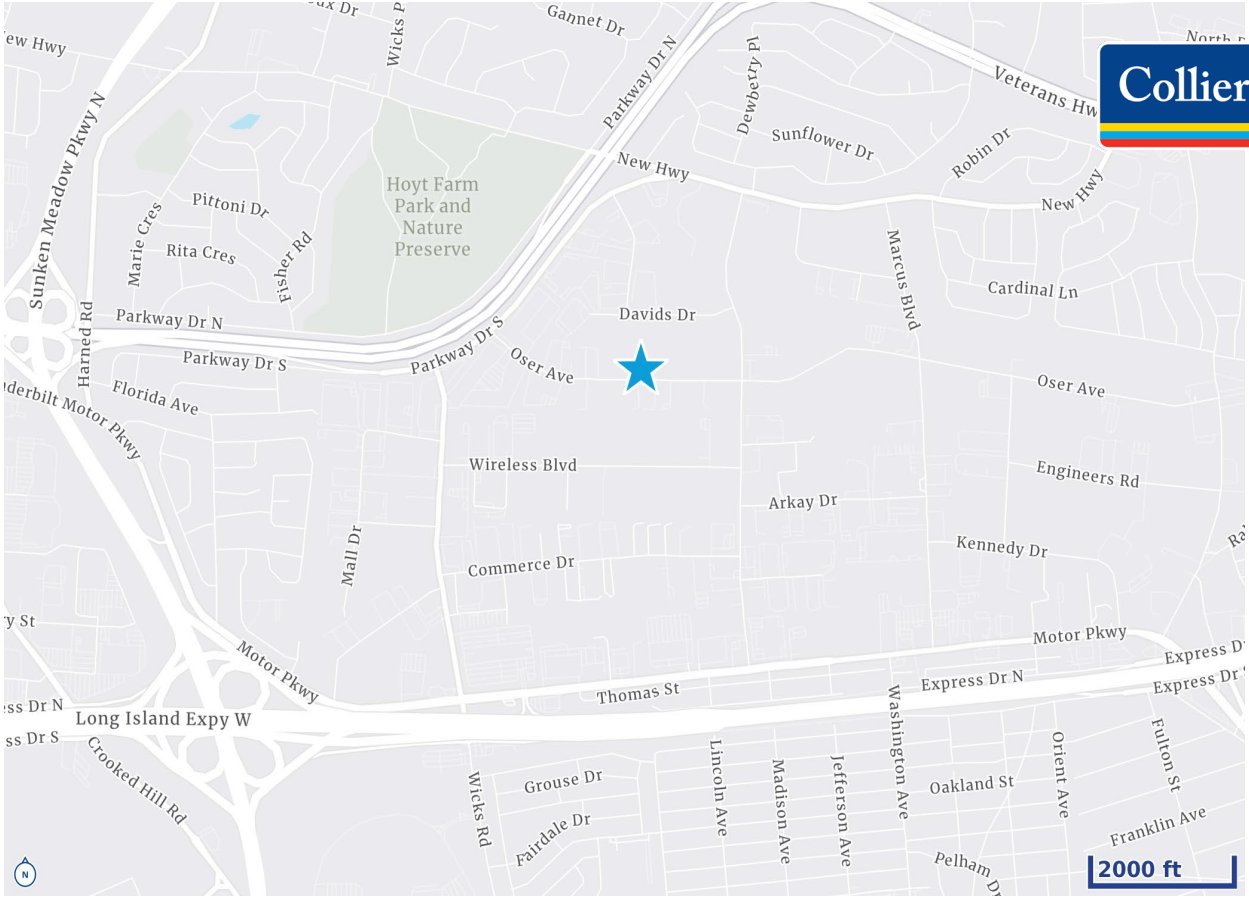 Gannet Dr
ew Hwy
Wicks P
Parkway Dr N
Dewberry Pl
North
Veterans Hw
Collier
Sunken Meadow Pkwy N
Sunflower Dr
Robin Dr
New Hwy
Hoyt Farm
Park and
Nature
Preserve
Pittoni Dr
Marie Cres
Rita Cres
Fisher Rd
New Hwy
Marcus Blvd
Cardinal Ln
Parkway Dr N
Davids Dr
Harned Rd
Parkway Dr S
Parkway Dr S
Oser Ave
Oser Ave
derbilt Motor Pkwy
Florida Ave
Wireless Blvd
Engineers Rd
Arkay Dr
Mall Dr
Commerce Dr
Kennedy Dr
ry St
Motor Pkwy
Motor Pkwy
Express D
Express Dr
Thomas St
Express Dr N
ess Dr N
Long Island Expy W
ss Dr S
Crooked Hill Rd
Wicks Rd
Grouse Dr
Fairdale Dr
Lincoln Ave
Madison Ave
Jefferson Ave
Washington Ave
Oakland St
Orient Ave
Fulton St
Franklin Ave
Pelham Dr
N
2000 ft